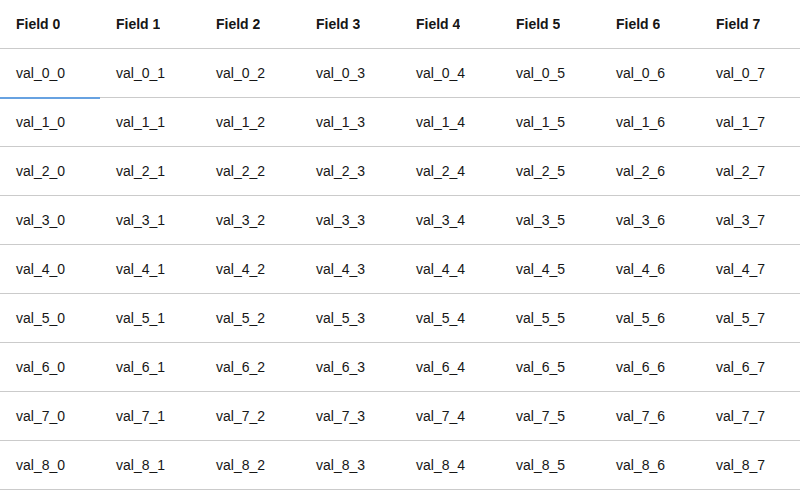 Field 0 Field 1 Field 2 Field 3 Field 4 Field 5 Field 6 Field 7
val_0_0 val_0_1 val_0_2 val_0_3 val_0_4 val_0_5 val_0_6 val_0_7
val_1_0 val_1_1 val_1_2 val_1_3 val_1_4 val_1_5 val_1_6 val_1_7
val_2_0 val_2_1 val_2_2 val_2_3 val_2_4 val_2_5 val_2_6 val_2_7
val_3_0 val_3_1 val_3_2 val_3_3 val_3_4 val_3_5 val_3_6 val_3_7
val_4_0 val_4_1 val_4_2 val_4_3 val_4_4 val_4_5 val_4_6 val_4_7
val_5_0 val_5_1 val_5_2 val_5_3 val_5_4 val_5_5 val_5_6 val_5_7
val_6_0 val_6_1 val_6_2 val_6_3 val_6_4 val_6_5 val_6_6 val_6_7
val_7_0 val_7_1 val_7_2 val_7_3 val_7_4 val_7_5 val_7_6 val_7_7
val_8_0 val_8_1 val_8_2 val_8_3 val_8_4 val_8_5 val_8_6 val_8_7